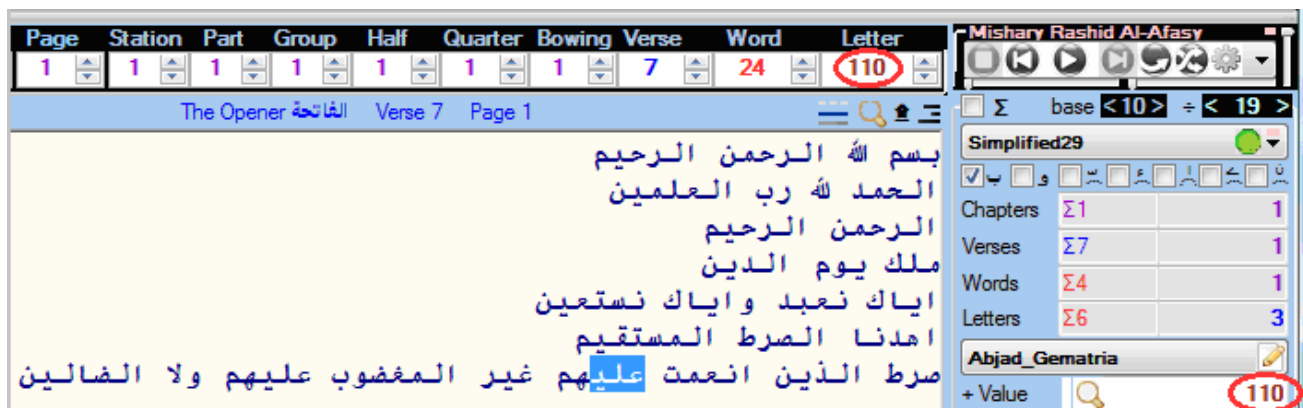 Page Station Part Group Half Quarter Bowing Verse Word Letter
1 1 1 1 1 1 1 7 24 110
The Opener الفاتحة Verse 7 Page 1
بسم الله الرحمن الرحيم
الحمد لله رب العلمين
الرحمن الرحيم
ملك يوم الدين
اياك نعبد واياك نستعين
اهدنا الصرط المستقيم
صرط الذين انعمت عليهم غير المغضوب عليهم ولا الضالين
Mishary Rashid Al-Afasy
Σ base < 10 > ÷ < 19 >
Simplified29
ب و
Chapters Σ1 1
Verses Σ7 1
Words Σ4 1
Letters Σ6 3
Abjad_Gematria
+ Value 110